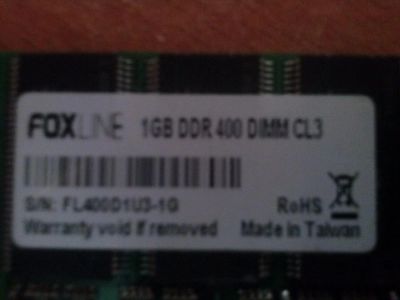 FOXLINE 1GB DDR 400 DIMM CL3
S/N: FL400D1U3-1G RoHS
Warranty void if removed Made in Taiwan